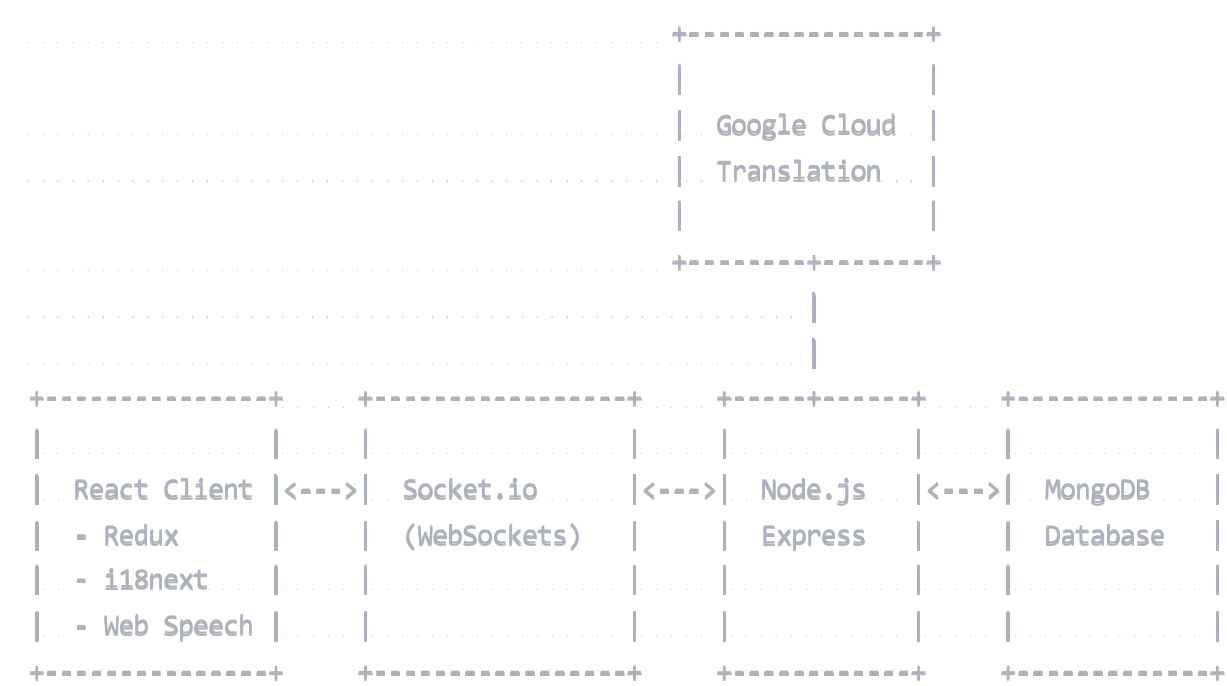 Google Cloud
Translation
React Client <---> Socket.io <---> Node.js <---> MongoDB
- Redux (WebSockets) Express Database
- i18next
- Web Speech